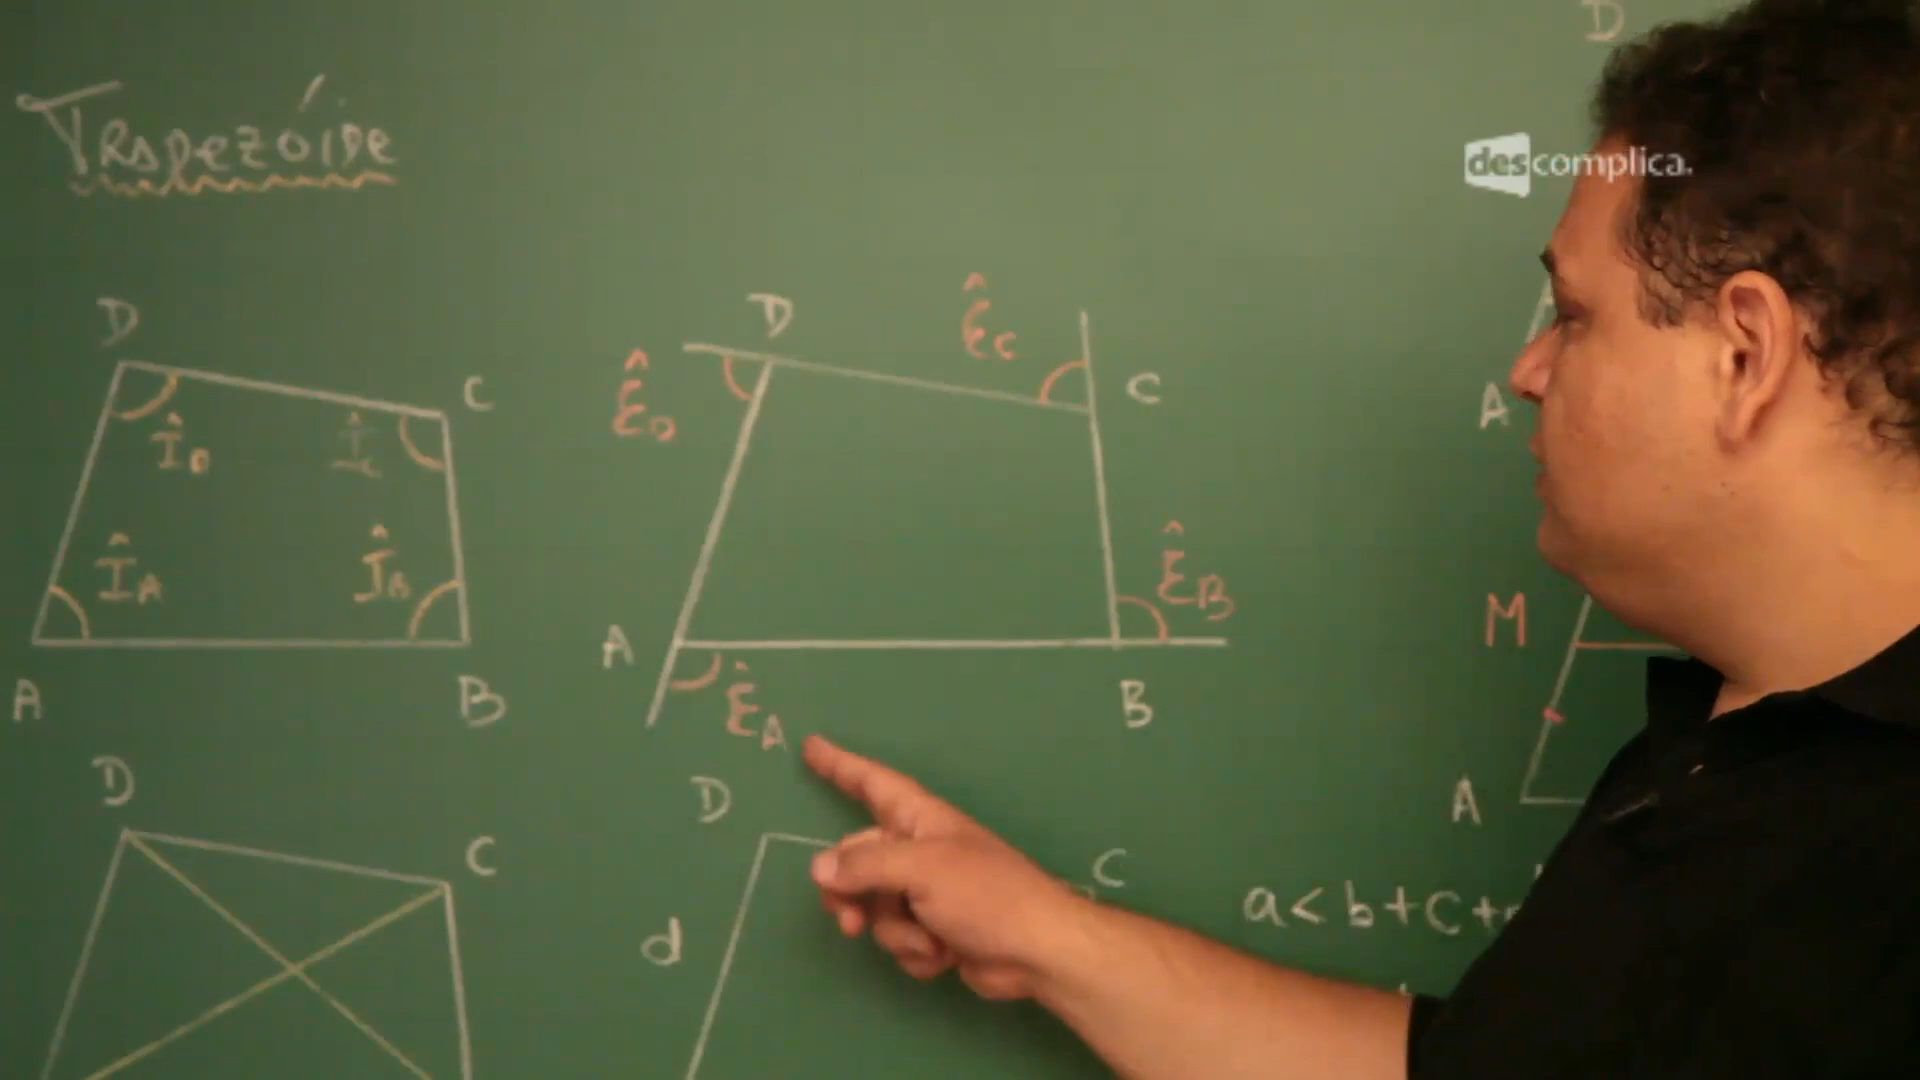 Trapezóide
descomplica.
D
C
Î_D
Î_C
Î_A
Î_B
A
B
D
C
Ê_D
Ê_C
Ê_B
Ê_A
A
B
D
A
M
A
D
C
D
C
d
a < b + c +